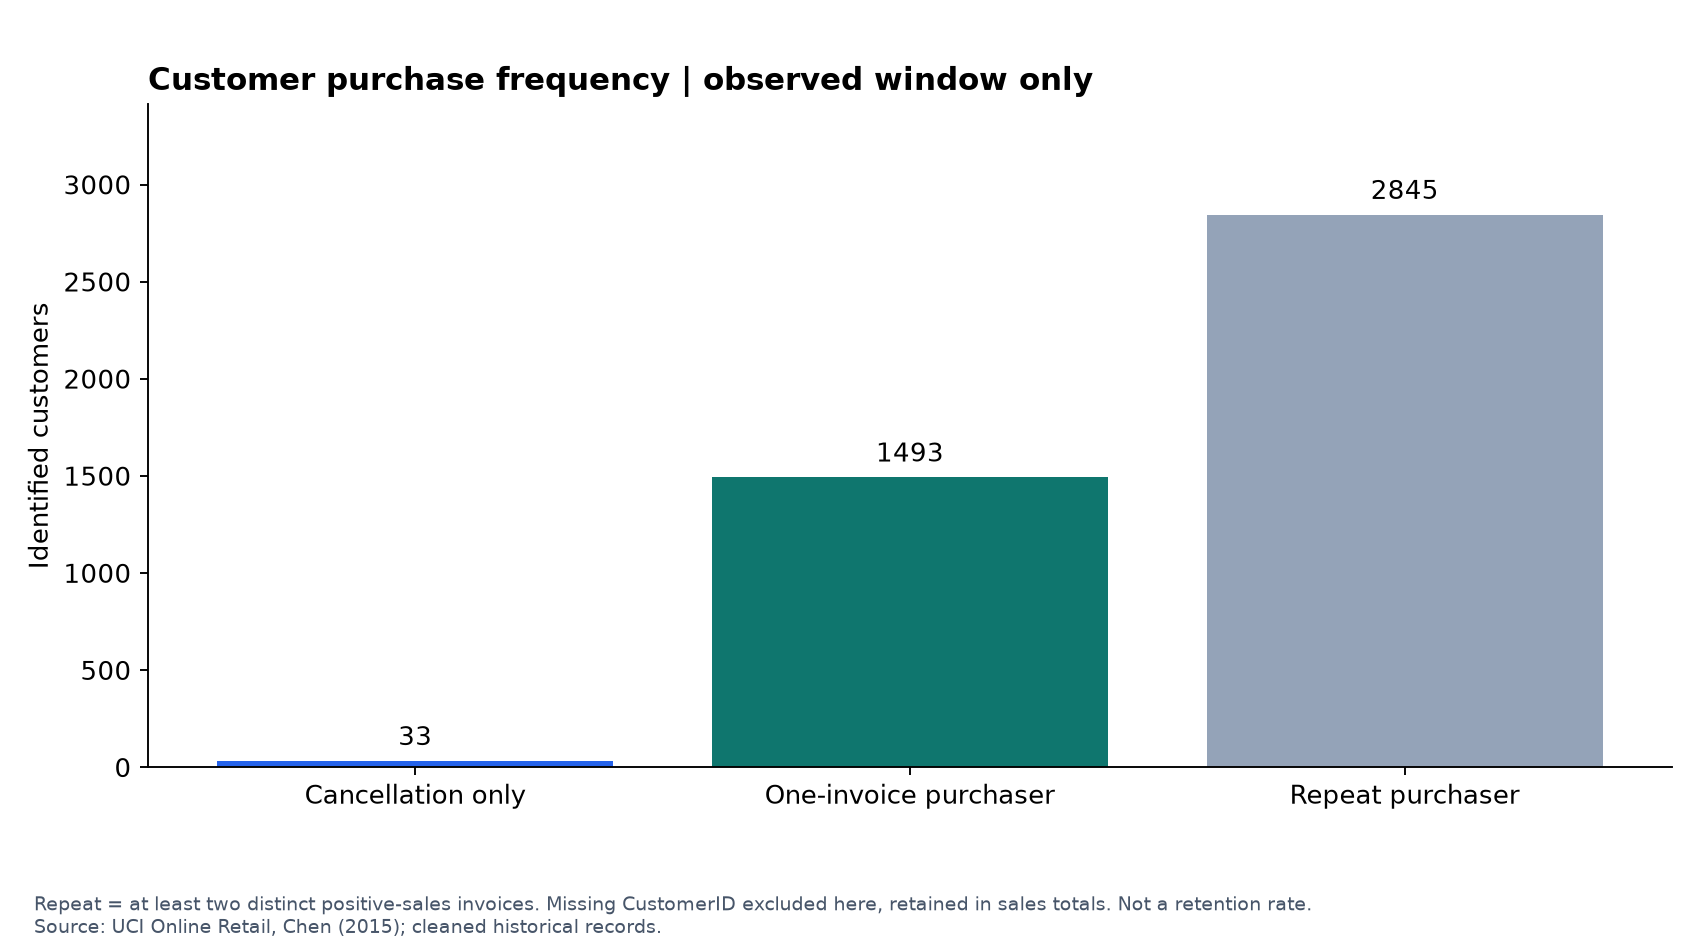 Customer purchase frequency | observed window only
Identified customers
3000
2500
2000
1500
1000
500
0
33
1493
2845
Cancellation only
One-invoice purchaser
Repeat purchaser
Repeat = at least two distinct positive-sales invoices. Missing CustomerID excluded here, retained in sales totals. Not a retention rate.
Source: UCI Online Retail, Chen (2015); cleaned historical records.